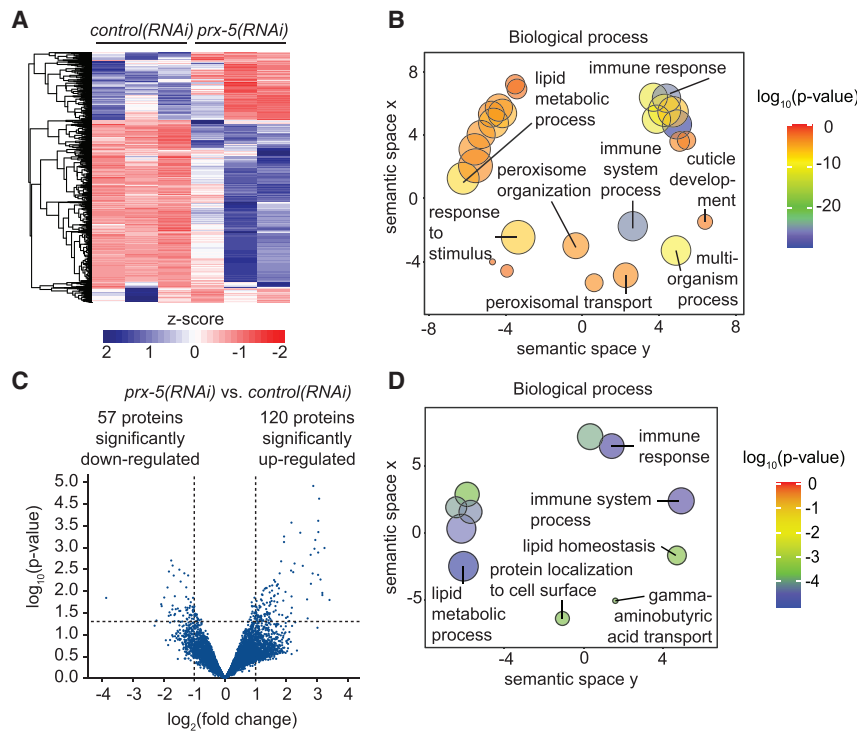 A
control(RNAi) prx-5(RNAi)
z-score
2 1 0 -1 -2
B
Biological process
8
4
0
-4
-8 -4 0 4 8
semantic space x
semantic space y
lipid
metabolic
process
immune response
peroxisome
organization
immune
system
process
cuticle
develop-
ment
response
to
stimulus
multi-
organism
process
peroxisomal transport
log10(p-value)
0
-10
-20
C
prx-5(RNAi) vs. control(RNAi)
57 proteins
significantly
down-regulated
120 proteins
significantly
up-regulated
5.0
4.5
4.0
3.5
3.0
2.5
2.0
1.5
1.0
0.5
0.0
log10(p-value)
-4 -3 -2 -1 0 1 2 3 4
log2(fold change)
D
Biological process
5
0
-5
-4 0 4
semantic space x
semantic space y
immune
response
immune system
process
lipid homeostasis
protein localization
to cell surface
lipid
metabolic
process
gamma-
aminobutyric
acid transport
log10(p-value)
0
-1
-2
-3
-4